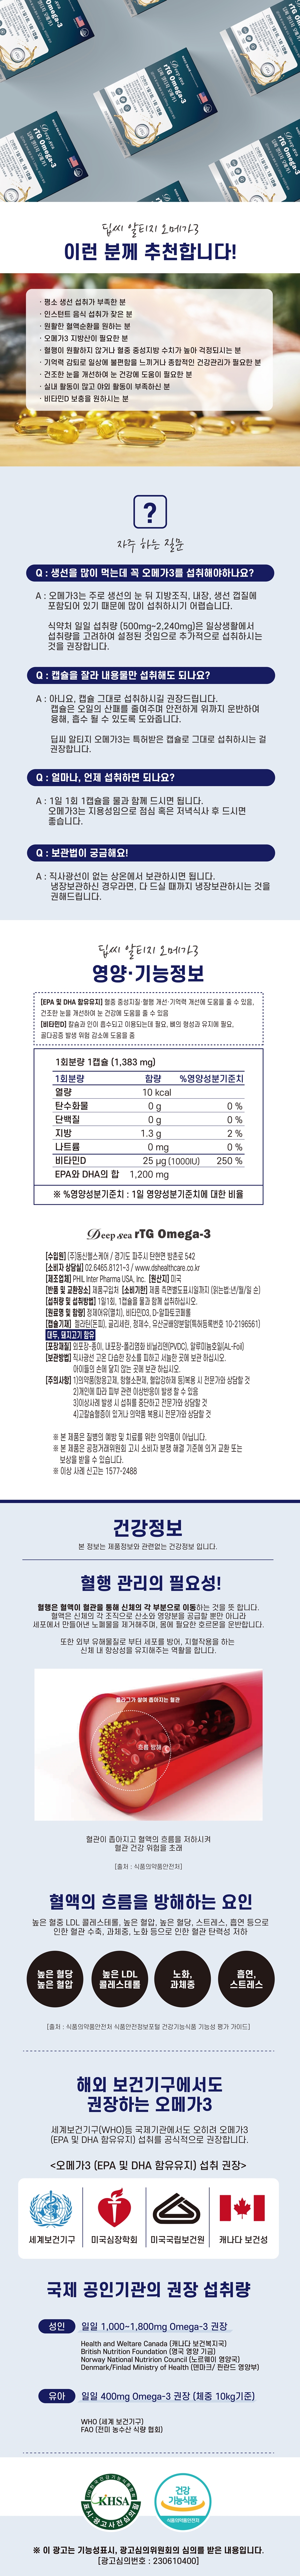 Deep sea
rTG Omega-3
딥씨 알티지 오메가3
이런 분께 추천합니다!
· 평소 생선 섭취가 부족한 분
· 인스턴트 음식 섭취가 잦은 분
· 원활한 혈액순환을 원하는 분
· 오메가3 지방산이 필요한 분
· 혈행이 원활하지 않거나 혈중 중성지방 수치가 높아 걱정되시는 분
· 기억력 감퇴로 일상에 불편함을 느끼거나 종합적인 건강관리가 필요한 분
· 건조한 눈을 개선하여 눈 건강에 도움이 필요한 분
· 실내 활동이 많고 야외 활동이 부족하신 분
· 비타민D 보충을 원하시는 분
?
자주 하는 질문
Q : 생선을 많이 먹는데 꼭 오메가3를 섭취해야하나요?
A : 오메가3는 주로 생선의 눈 뒤 지방조직, 내장, 생선 껍질에
포함되어 있기 때문에 많이 섭취하시기 어렵습니다.
식약처 일일 섭취량 (500mg~2,240mg)은 일상생활에서
섭취량을 고려하여 설정된 것임으로 추가적으로 섭취하시는
것을 권장합니다.
Q : 캡슐을 잘라 내용물만 섭취해도 되나요?
A : 아니요, 캡슐 그대로 섭취하시길 권장드립니다.
캡슐은 오일의 산패를 줄여주며 안전하게 위까지 운반하여
용해, 흡수 될 수 있도록 도와줍니다.
딥씨 알티지 오메가3는 특허받은 캡슐로 그대로 섭취하시는 걸
권장합니다.
Q : 얼마나, 언제 섭취하면 되나요?
A : 1일 1회 1캡슐을 물과 함께 드시면 됩니다.
오메가3는 지용성임으로 점심 혹은 저녁식사 후 드시면
좋습니다.
Q : 보관법이 궁금해요!
A : 직사광선이 없는 상온에서 보관하시면 됩니다.
냉장보관하신 경우라면, 다 드실 때까지 냉장보관하시는 것을
권해드립니다.
딥씨 알티지 오메가3
영양·기능정보
[EPA 및 DHA 함유유지] 혈중 중성지질·혈행 개선·기억력 개선에 도움을 줄 수 있음,
건조한 눈을 개선하여 눈 건강에 도움을 줄 수 있음
[비타민D] 칼슘과 인이 흡수되고 이용되는데 필요, 뼈의 형성과 유지에 필요,
골다공증 발생 위험 감소에 도움을 줌
1회분량 1캡슐 (1,383 mg)
1회분량 함량 %영양성분기준치
열량 10 kcal
탄수화물 0 g 0 %
단백질 0 g 0 %
지방 1.3 g 2 %
나트륨 0 mg 0 %
비타민D 25 μg (1000IU) 250 %
EPA와 DHA의 합 1,200 mg
※ %영양성분기준치 : 1일 영양성분기준치에 대한 비율
Deep sea rTG Omega-3
[수입원] (주)동신헬스케어 / 경기도 파주시 탄현면 방촌로 542
[소비자 상담실] 02.6465.8121~3 / www.dshealthcare.co.kr
[제조업체] PHIL Inter Pharma USA, Inc. [원산지] 미국
[반품 및 교환장소] 제품구입처 [소비기한] 제품 측면별도표시일까지 (읽는법:년/월/일 순)
[섭취량 및 섭취방법] 1일1회, 1캡슐을 물과 함께 섭취하십시오.
[원료명 및 함량] 정제어유(멸치), 비타민D3, D-알파토코페롤
[캡슐기제] 젤라틴(돈피), 글리세린, 정제수, 유산균배양분말(특허등록번호 10-2196561)
대두, 돼지고기 함유
[포장재질] 외포장-종이, 내포장-폴리염화 비닐리덴(PVDC), 알루미늄호일(AL-Foil)
[보관방법] 직사광선 고온 다습한 장소를 피하고 서늘한 곳에 보관 하십시오.
아이들의 손에 닿지 않는 곳에 보관 하십시오.
[주의사항] 1)의약품(항응고제, 항혈소판제, 혈압강하제 등)복용 시 전문가와 상담할 것
2)개인에 따라 피부 관련 이상반응이 발생 할 수 있음
3)이상사례 발생 시 섭취를 중단하고 전문가와 상담할 것
4)고칼슘혈증이 있거나 의약품 복용시 전문가와 상담할 것
※ 본 제품은 질병의 예방 및 치료를 위한 의약품이 아닙니다.
※ 본 제품은 공정거래위원회 고시 소비자 분쟁 해결 기준에 의거 교환 또는
보상을 받을 수 있습니다.
※ 이상 사례 신고는 1577-2488
건강정보
본 정보는 제품정보와 관련없는 건강정보 입니다.
혈행 관리의 필요성!
혈행은 혈액이 혈관을 통해 신체의 각 부분으로 이동하는 것을 뜻 합니다.
혈액은 신체의 각 조직으로 산소와 영양분을 공급할 뿐만 아니라
세포에서 만들어낸 노폐물을 제거해주며, 몸에 필요한 호르몬을 운반합니다.
또한 외부 유해물질로 부터 세포를 방어, 지혈작용을 하는
신체 내 항상성을 유지해주는 역할을 합니다.
플라그가 쌓여 좁아지는 혈관
흐름 방해
혈관이 좁아지고 혈액의 흐름을 저하시켜
혈관 건강 위험을 초래
[출처 : 식품의약품안전처]
혈액의 흐름을 방해하는 요인
높은 혈중 LDL 콜레스테롤, 높은 혈압, 높은 혈당, 스트레스, 흡연 등으로
인한 혈관 수축, 과체중, 노화 등으로 인한 혈관 탄력성 저하
높은 혈당
높은 혈압
높은 LDL
콜레스테롤
노화,
과체중
흡연,
스트레스
[출처 : 식품의약품안전처 식품안전정보포털 건강기능식품 기능성 평가 가이드]
해외 보건기구에서도
권장하는 오메가3
세계보건기구(WHO)등 국제기관에서도 오히려 오메가3
(EPA 및 DHA 함유유지) 섭취를 공식적으로 권장합니다.
<오메가3 (EPA 및 DHA 함유유지) 섭취 권장>
세계보건기구
미국심장학회
미국국립보건원
캐나다 보건성
국제 공인기관의 권장 섭취량
성인 일일 1,000~1,800mg Omega-3 권장
Health and Weltare Canada (캐나다 보건복지국)
British Nutrition Foundation (영국 영양 기금)
Norway National Nutrition Council (노르웨이 영양국)
Denmark/Finlad Ministry of Health (덴마크/ 핀란드 영양부)
유아 일일 400mg Omega-3 권장 (체중 10kg기준)
WHO (세계 보건기구)
FAO (전미 농수산 식량 협회)
KHSA
표시·광고사전심의필
건강
기능식품
식품의약품안전처
※ 이 광고는 기능성표시, 광고심의위원회의 심의를 받은 내용입니다.
[광고심의번호 : 230610400]